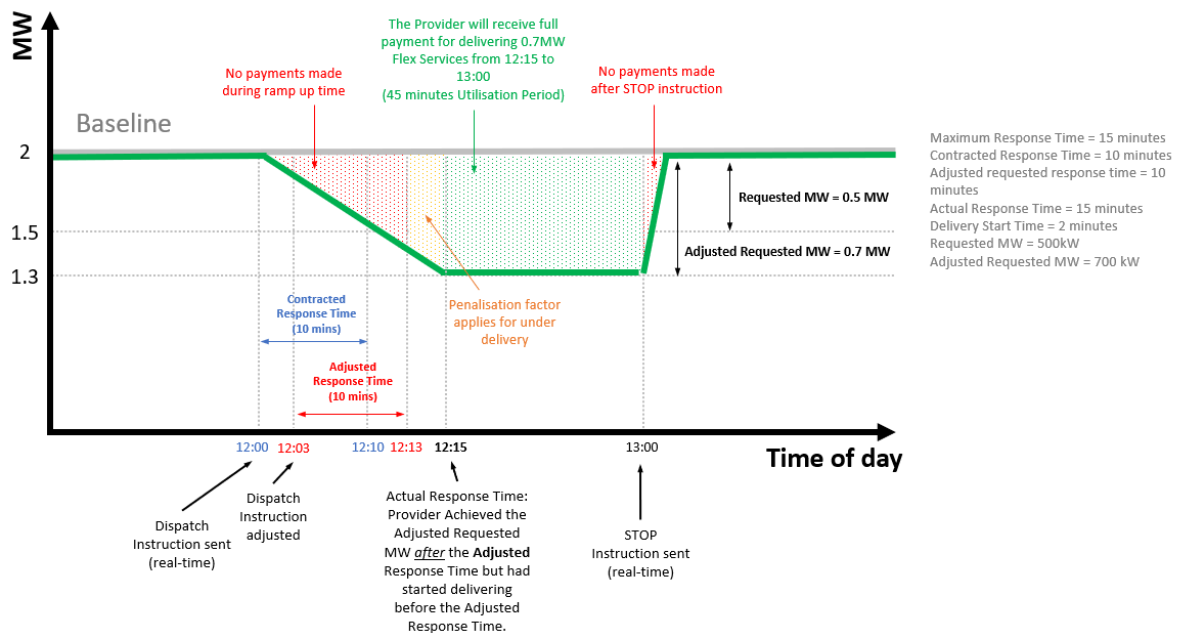 MW
The Provider will receive full
payment for delivering 0.7MW
Flex Services from 12:15 to
13:00
(45 minutes Utilisation Period)
No payments made
during ramp up time
No payments made
after STOP instruction
Baseline
2
1.5
1.3
Requested MW = 0.5 MW
Adjusted Requested MW = 0.7 MW
Maximum Response Time = 15 minutes
Contracted Response Time = 10 minutes
Adjusted requested response time = 10
minutes
Actual Response Time = 15 minutes
Delivery Start Time = 2 minutes
Requested MW = 500kW
Adjusted Requested MW = 700 kW
Contracted
Response Time
(10 mins)
Penalisation factor
applies for under
delivery
Adjusted
Response Time
(10 mins)
12:00
12:03
12:10
12:13
12:15
13:00
Time of day
Dispatch
Instruction sent
(real-time)
Dispatch
Instruction
adjusted
Actual Response Time:
Provider Achieved the
Adjusted Requested
MW after the Adjusted
Response Time but had
started delivering
before the Adjusted
Response Time.
STOP
Instruction sent
(real-time)